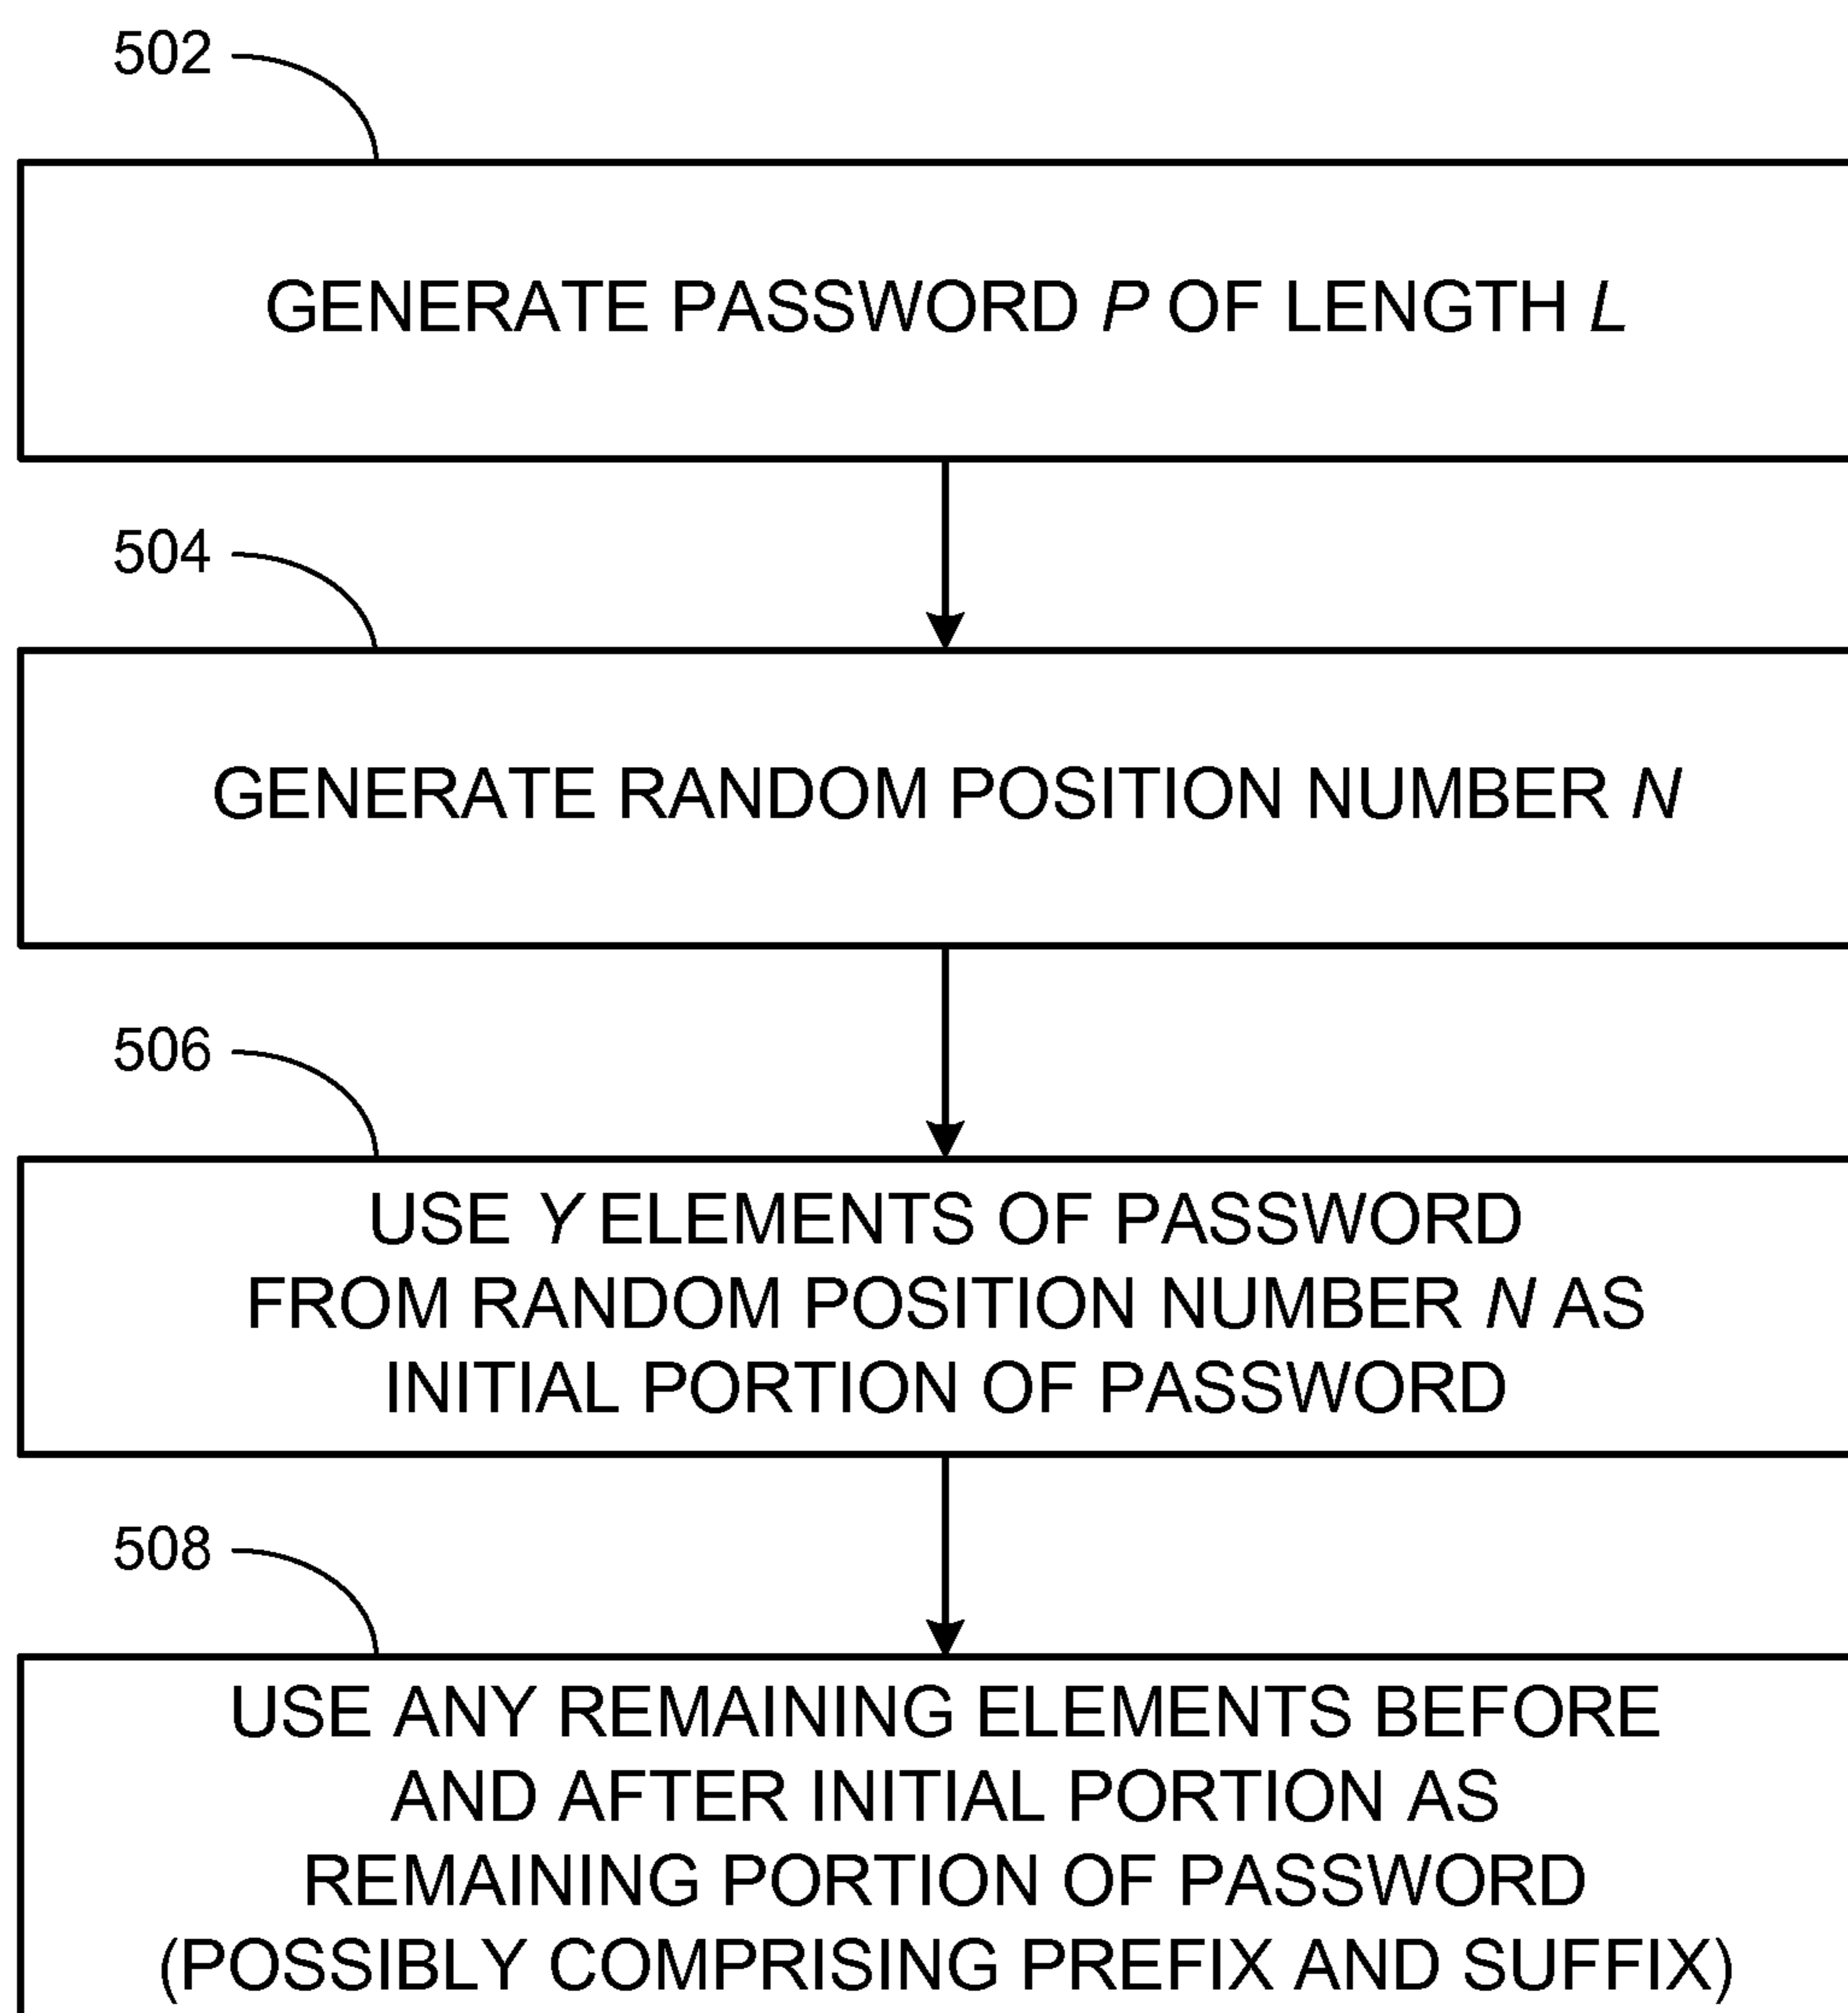 502
GENERATE PASSWORD P OF LENGTH L
504
GENERATE RANDOM POSITION NUMBER N
506
USE Y ELEMENTS OF PASSWORD
FROM RANDOM POSITION NUMBER N AS
INITIAL PORTION OF PASSWORD
508
USE ANY REMAINING ELEMENTS BEFORE
AND AFTER INITIAL PORTION AS
REMAINING PORTION OF PASSWORD
(POSSIBLY COMPRISING PREFIX AND SUFFIX)